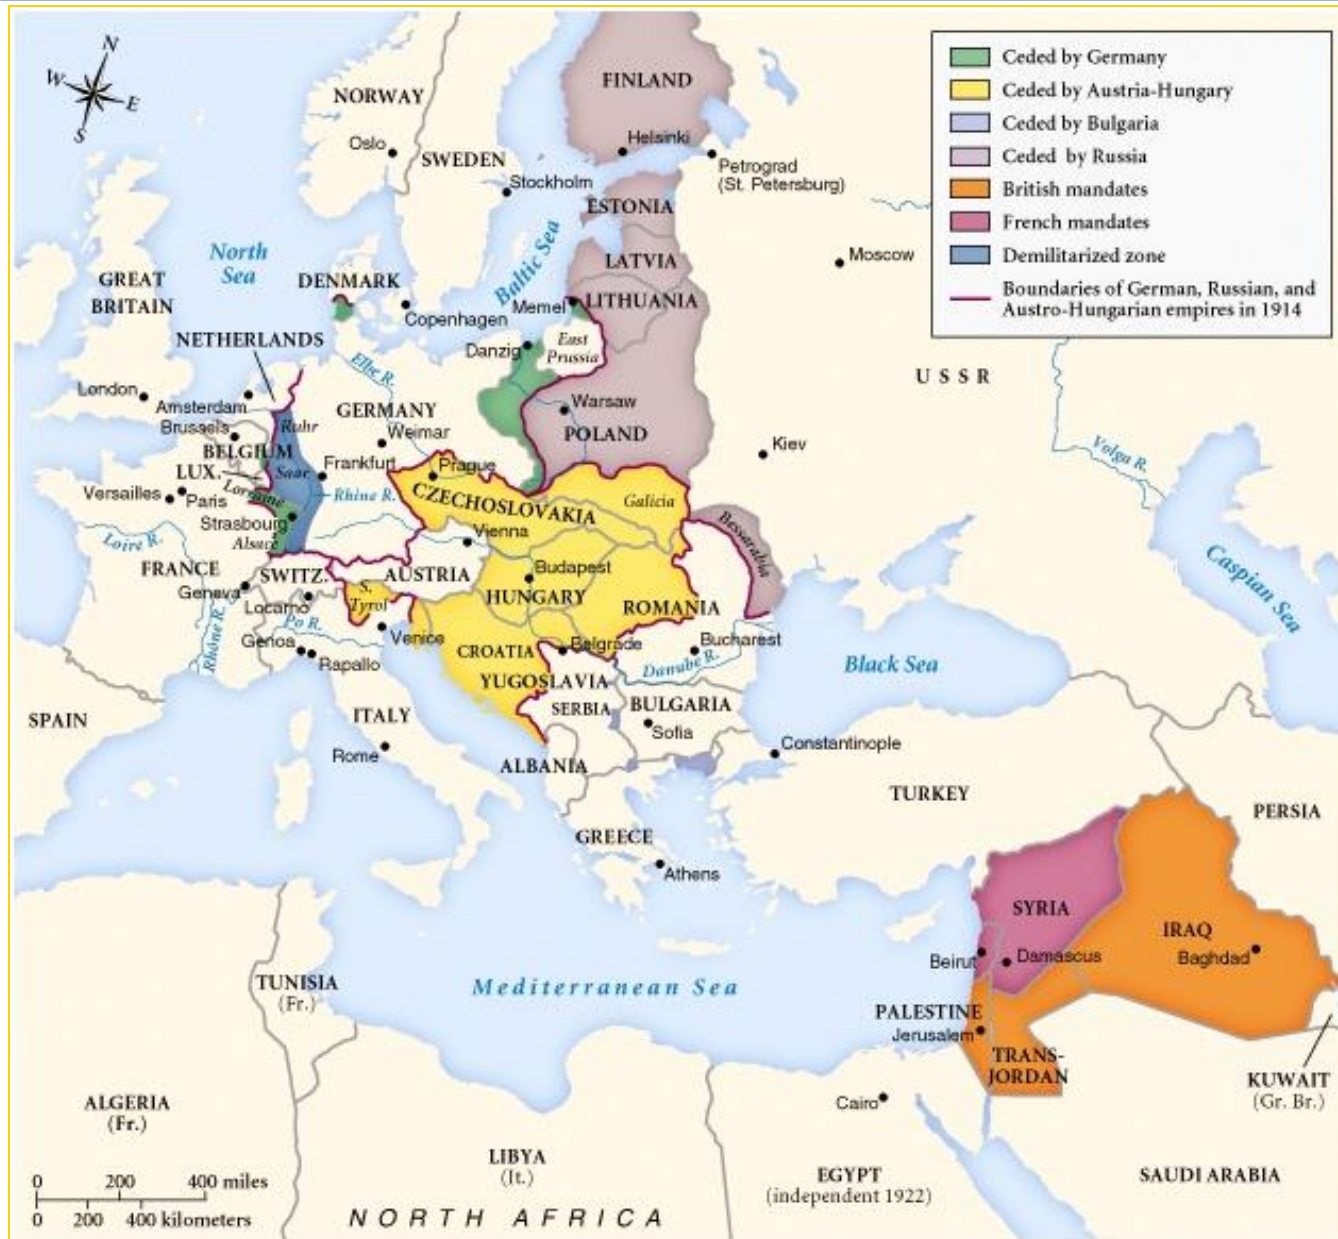 N
W
E
S
Ceded by Germany
Ceded by Austria-Hungary
Ceded by Bulgaria
Ceded by Russia
British mandates
French mandates
Demilitarized zone
Boundaries of German, Russian, and
Austro-Hungarian empires in 1914
FINLAND
NORWAY
Helsinki
Oslo
SWEDEN
Petrograd
(St. Petersburg)
Stockholm
ESTONIA
North
Sea
Baltic Sea
Moscow
LATVIA
GREAT
BRITAIN
DENMARK
Memel
LITHUANIA
Copenhagen
NETHERLANDS
Danzig
East
Prussia
Elbe R.
USSR
London
Amsterdam
Warsaw
GERMANY
Ruhr
Brussels
Weimar
POLAND
Kiev
BELGIUM
Volga R.
LUX.
Saar
Frankfurt
Prague
Lorraine
Versailles
Paris
Rhine R.
CZECHOSLOVAKIA
Galicia
Strasbourg
Bessarabia
Loire R.
Alsace
Vienna
FRANCE
SWITZ.
AUSTRIA
Budapest
Caspian Sea
Geneva
S.
Tyrol
HUNGARY
Locarno
ROMANIA
Rhône R.
Po R.
Venice
Genoa
Rapallo
CROATIA
Belgrade
Bucharest
Danube R.
Black Sea
YUGOSLAVIA
SERBIA
BULGARIA
SPAIN
ITALY
Sofia
Rome
Constantinople
ALBANIA
TURKEY
PERSIA
GREECE
Athens
SYRIA
IRAQ
Beirut
Damascus
Baghdad
TUNISIA
(Fr.)
Mediterranean Sea
PALESTINE
Jerusalem
TRANS-
JORDAN
KUWAIT
(Gr. Br.)
ALGERIA
(Fr.)
Cairo
LIBYA
(It.)
EGYPT
(independent 1922)
SAUDI ARABIA
0 200 400 miles
0 200 400 kilometers
NORTH AFRICA